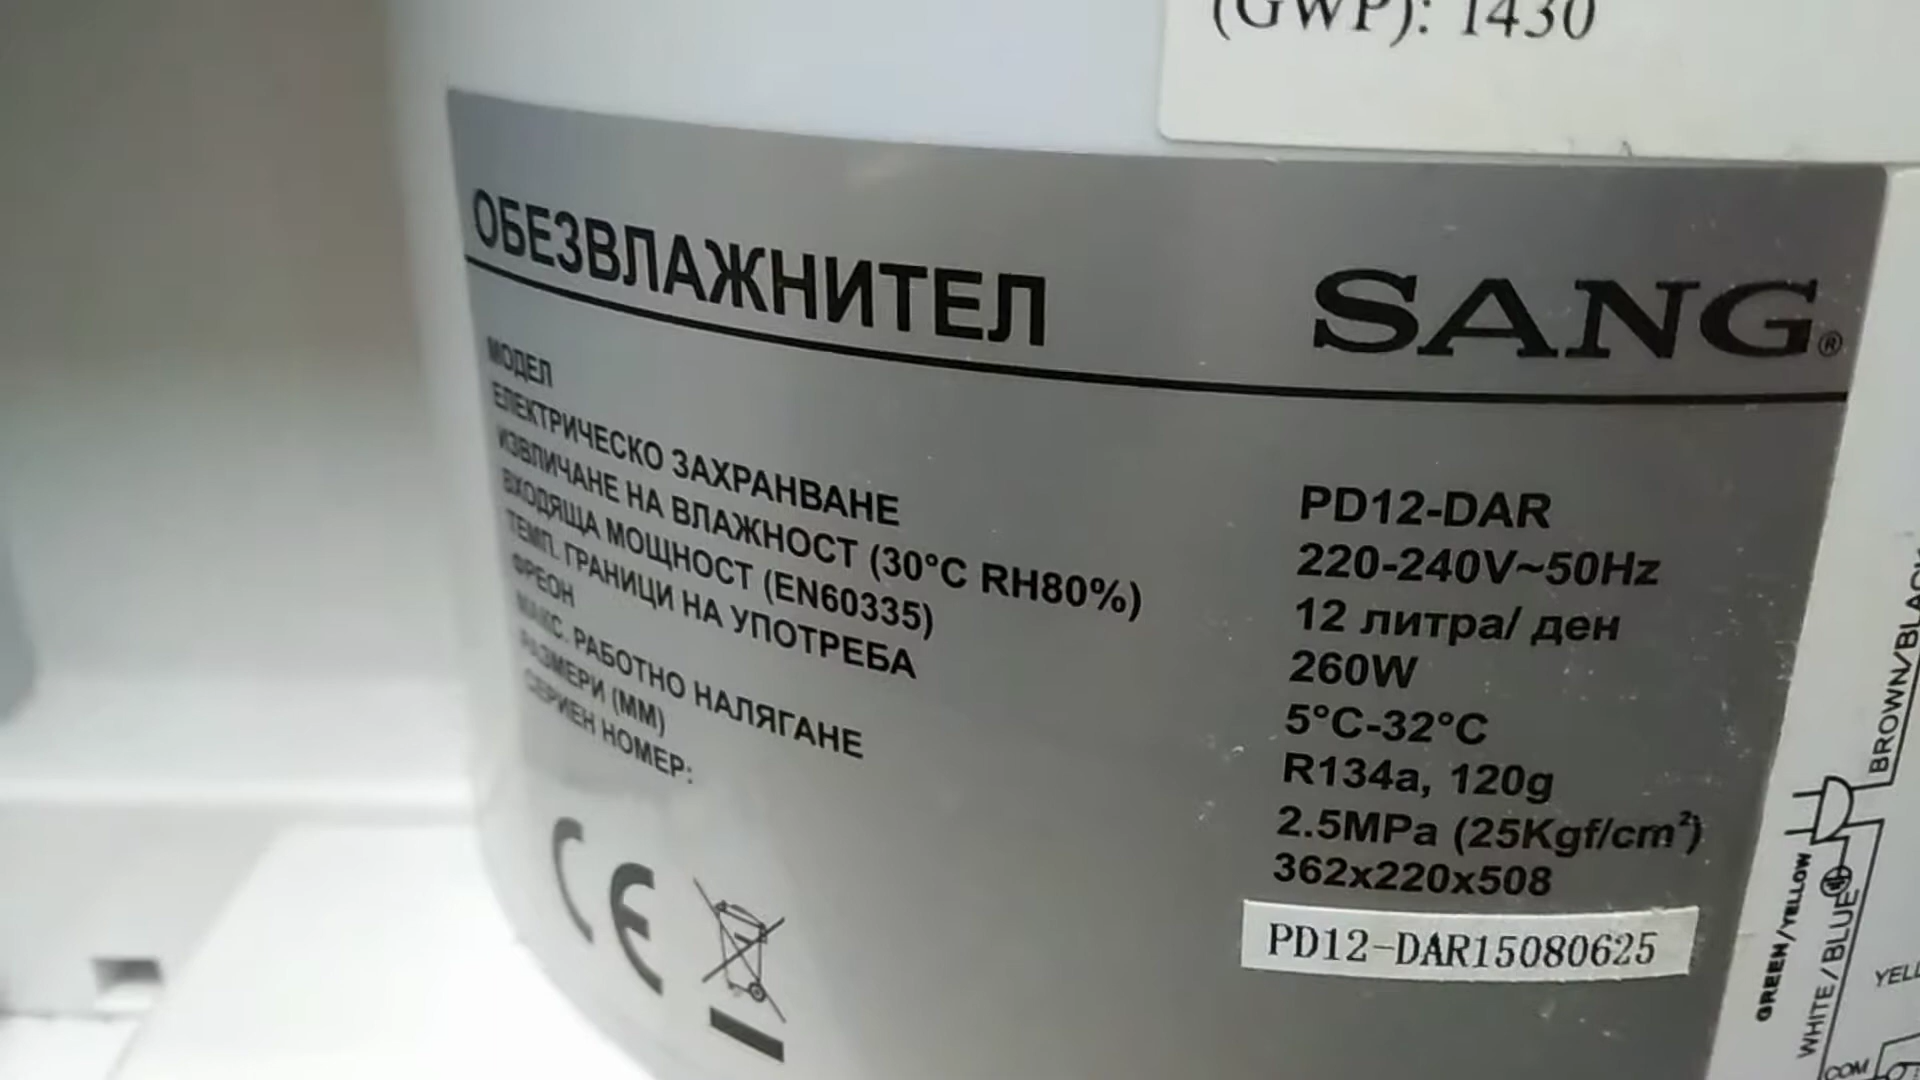 (GWP): 1430
ОБЕЗВЛАЖНИТЕЛ
SANG®
МОДЕЛ PD12-DAR
ЕЛЕКТРИЧЕСКО ЗАХРАНВАНЕ 220-240V~50Hz
ИЗВЛИЧАНЕ НА ВЛАЖНОСТ (30°C RH80%) 12 литра/ ден
ВХОДЯЩА МОЩНОСТ (EN60335) 260W
ТЕМП. ГРАНИЦИ НА УПОТРЕБА 5°C-32°C
ФРЕОН R134a, 120g
МАКС. РАБОТНО НАЛЯГАНЕ 2.5MPa (25Kgf/cm²)
РАЗМЕРИ (ММ) 362x220x508
СЕРИЕН НОМЕР: PD12-DAR15080625
CE
BROWN/BLACK
GREEN/YELLOW
WHITE/BLUE
COM